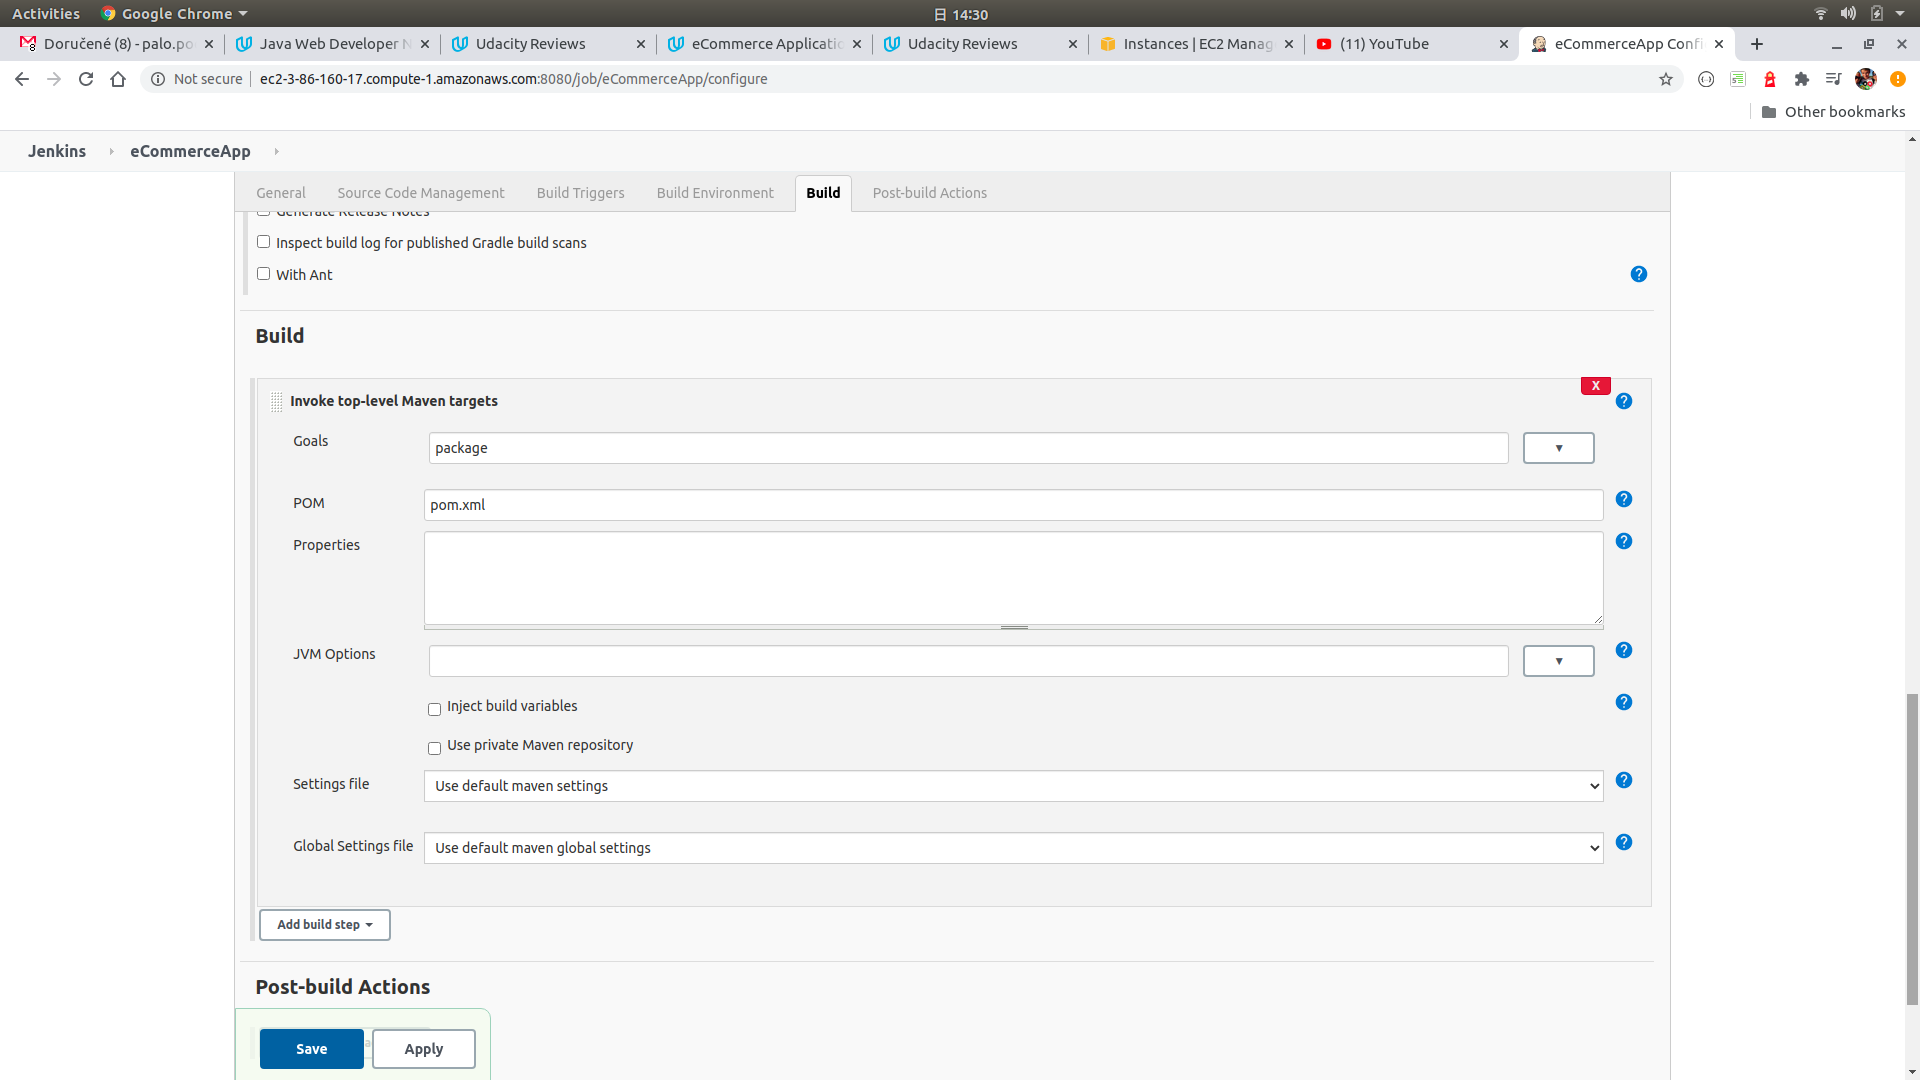 Activities Google Chrome 日 14:30
Doručené (8) - palo.po Java Web Developer N Udacity Reviews eCommerce Applicatio Udacity Reviews Instances | EC2 Manag (11) YouTube eCommerceApp Confi
Not secure ec2-3-86-160-17.compute-1.amazonaws.com:8080/job/eCommerceApp/configure
Other bookmarks
Jenkins eCommerceApp
General Source Code Management Build Triggers Build Environment Build Post-build Actions
Generate Release Notes
Inspect build log for published Gradle build scans
With Ant ?
Build
X
Invoke top-level Maven targets ?
Goals package
POM pom.xml ?
Properties ?
JVM Options ?
Inject build variables ?
Use private Maven repository
Settings file Use default maven settings ?
Global Settings file Use default maven global settings ?
Add build step
Post-build Actions
Save Apply